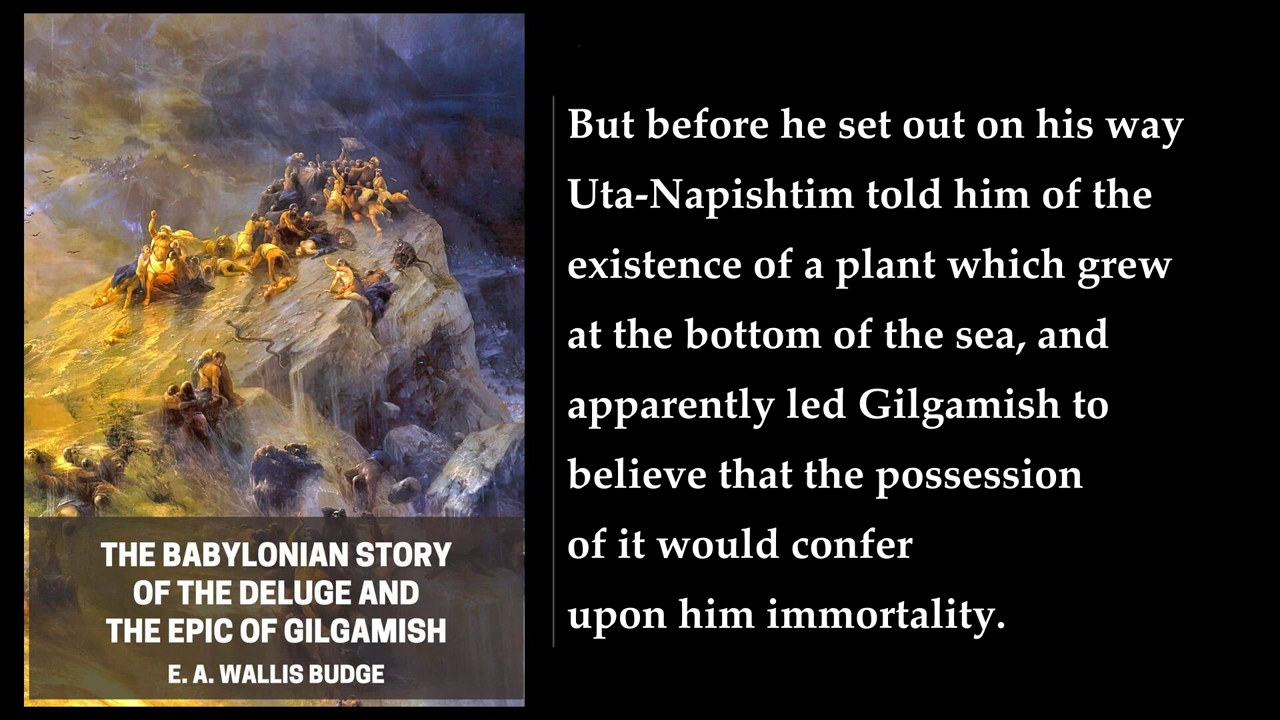 THE BABYLONIAN STORY
OF THE DELUGE AND
THE EPIC OF GILGAMISH
E. A. WALLIS BUDGE
But before he set out on his way
Uta-Napishtim told him of the
existence of a plant which grew
at the bottom of the sea, and
apparently led Gilgamish to
believe that the possession
of it would confer
upon him immortality.